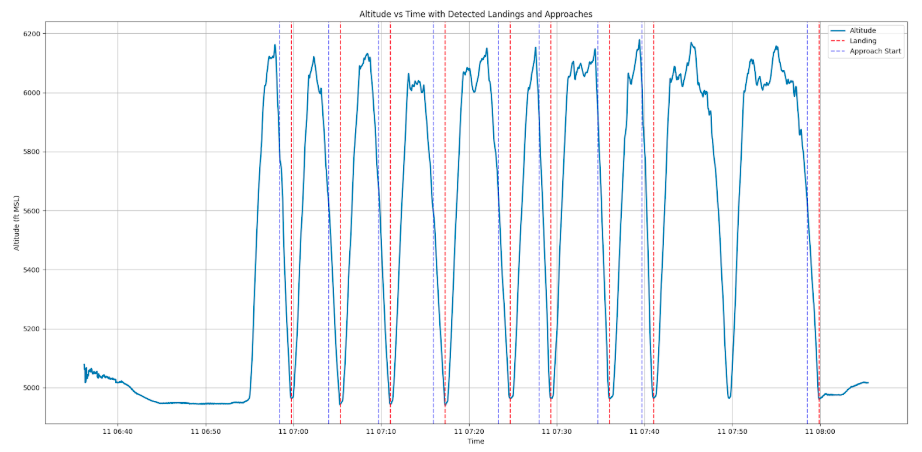 Altitude vs Time with Detected Landings and Approaches
6200
6000
5800
5600
5400
5200
5000
Altitude (ft MSL)
Altitude
Landing
Approach Start
11 06:40
11 06:50
11 07:00
11 07:10
11 07:20
11 07:30
11 07:40
11 07:50
11 08:00
Time